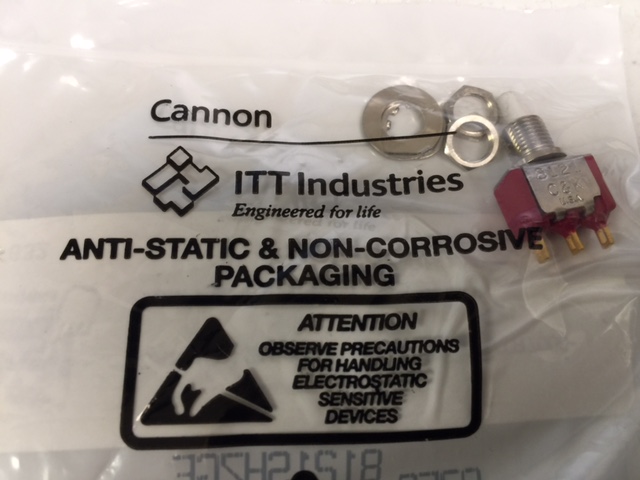 Cannon
ITT Industries
Engineered for life
ANTI-STATIC & NON-CORROSIVE
PACKAGING
ATTENTION
OBSERVE PRECAUTIONS
FOR HANDLING
ELECTROSTATIC
SENSITIVE
DEVICES
C&K
U.S.A.
8121SHZGE